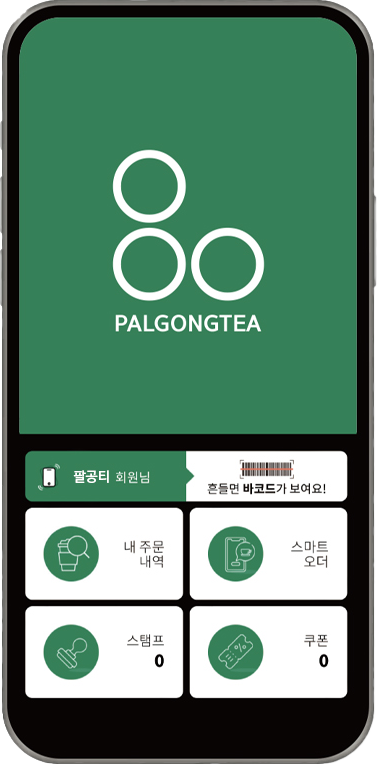 PALGONGTEA
팔공티 회원님
흔들면 바코드가 보여요!
내 주문
내역
스마트
오더
스탬프
0
쿠폰
0